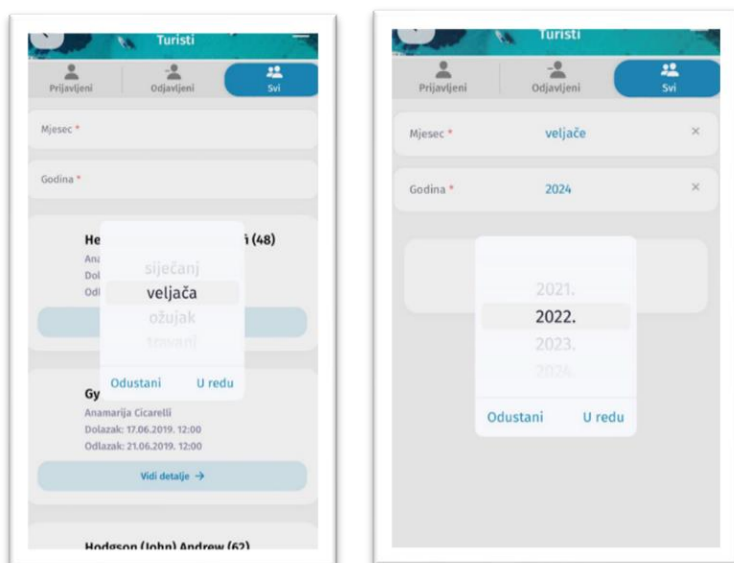 Turisti
Prijavljeni
Odjavljeni
Svi
Mjesec *
Godina *
He
i (48)
Ana
Dol
Odl
siječanj
veljača
ožujak
travanj
Odustani
U redu
Gy
Anamarija Cicarelli
Dolazak: 17.06.2019. 12:00
Odlazak: 21.06.2019. 12:00
Vidi detalje →
Hodgson (John) Andrew (62)
Turisti
Prijavljeni
Odjavljeni
Svi
Mjesec *
veljače
×
Godina *
2024
×
2021.
2022.
2023.
2024.
Odustani
U redu